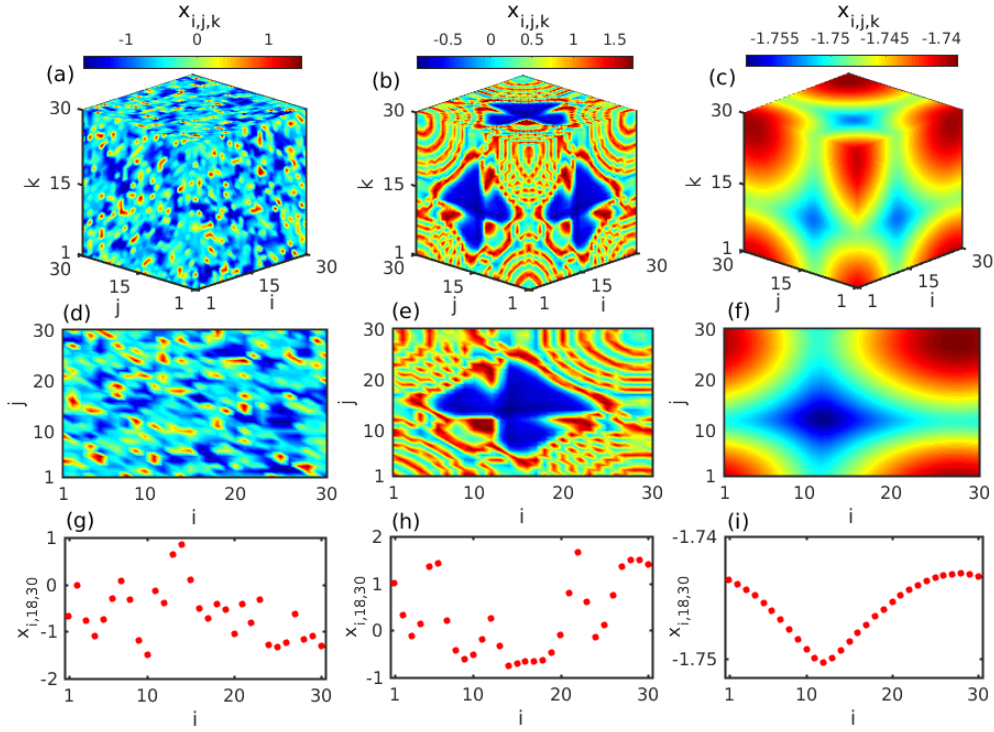 x_{i,j,k} x_{i,j,k} x_{i,j,k}
-1 0 1 -0.5 0 0.5 1 1.5 -1.755 -1.75 -1.745 -1.74
(a) (b) (c)
30 30 30
k k k
15 15 15
1 1 1
30 30 30 30 30 30
15 15 15 15 15 15
j i j i j i
1 1 1 1 1 1
(d) (e) (f)
30 30 30
20 20 20
j j j
10 10 10
1 1 1
1 10 20 30 1 10 20 30 1 10 20 30
i i i
(g) (h) (i)
1 2 -1.74
0 1
x_{i,18,30} x_{i,18,30} x_{i,18,30}
-1 0
-2 -1 -1.75
1 10 20 30 1 10 20 30 1 10 20 30
i i i